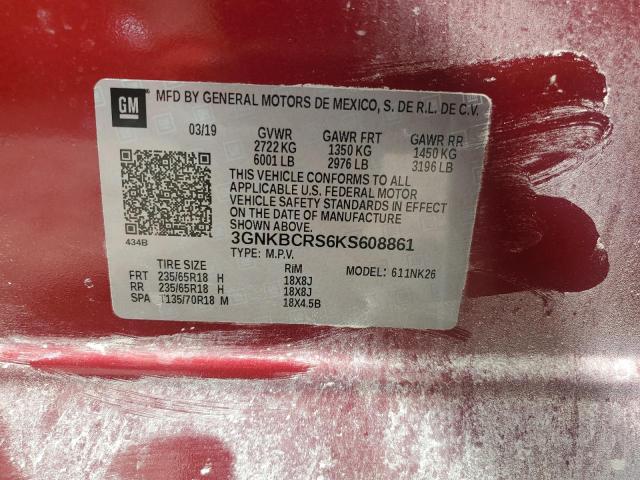 GM
MFD BY GENERAL MOTORS DE MEXICO, S. DE R.L. DE C.V.
03/19 GVWR GAWR FRT GAWR RR
2722 KG 1350 KG 1450 KG
6001 LB 2976 LB 3196 LB
THIS VEHICLE CONFORMS TO ALL
APPLICABLE U.S. FEDERAL MOTOR
VEHICLE SAFETY STANDARDS IN EFFECT
ON THE DATE OF MANUFACTURE
SHOWN ABOVE.
434B 3GNKBCRS6KS608861
TYPE: M.P.V.
TIRE SIZE RIM MODEL: 611NK26
FRT 235/65R18 H 18X8J
RR 235/65R18 H 18X8J
SPA T135/70R18 M 18X4.5B